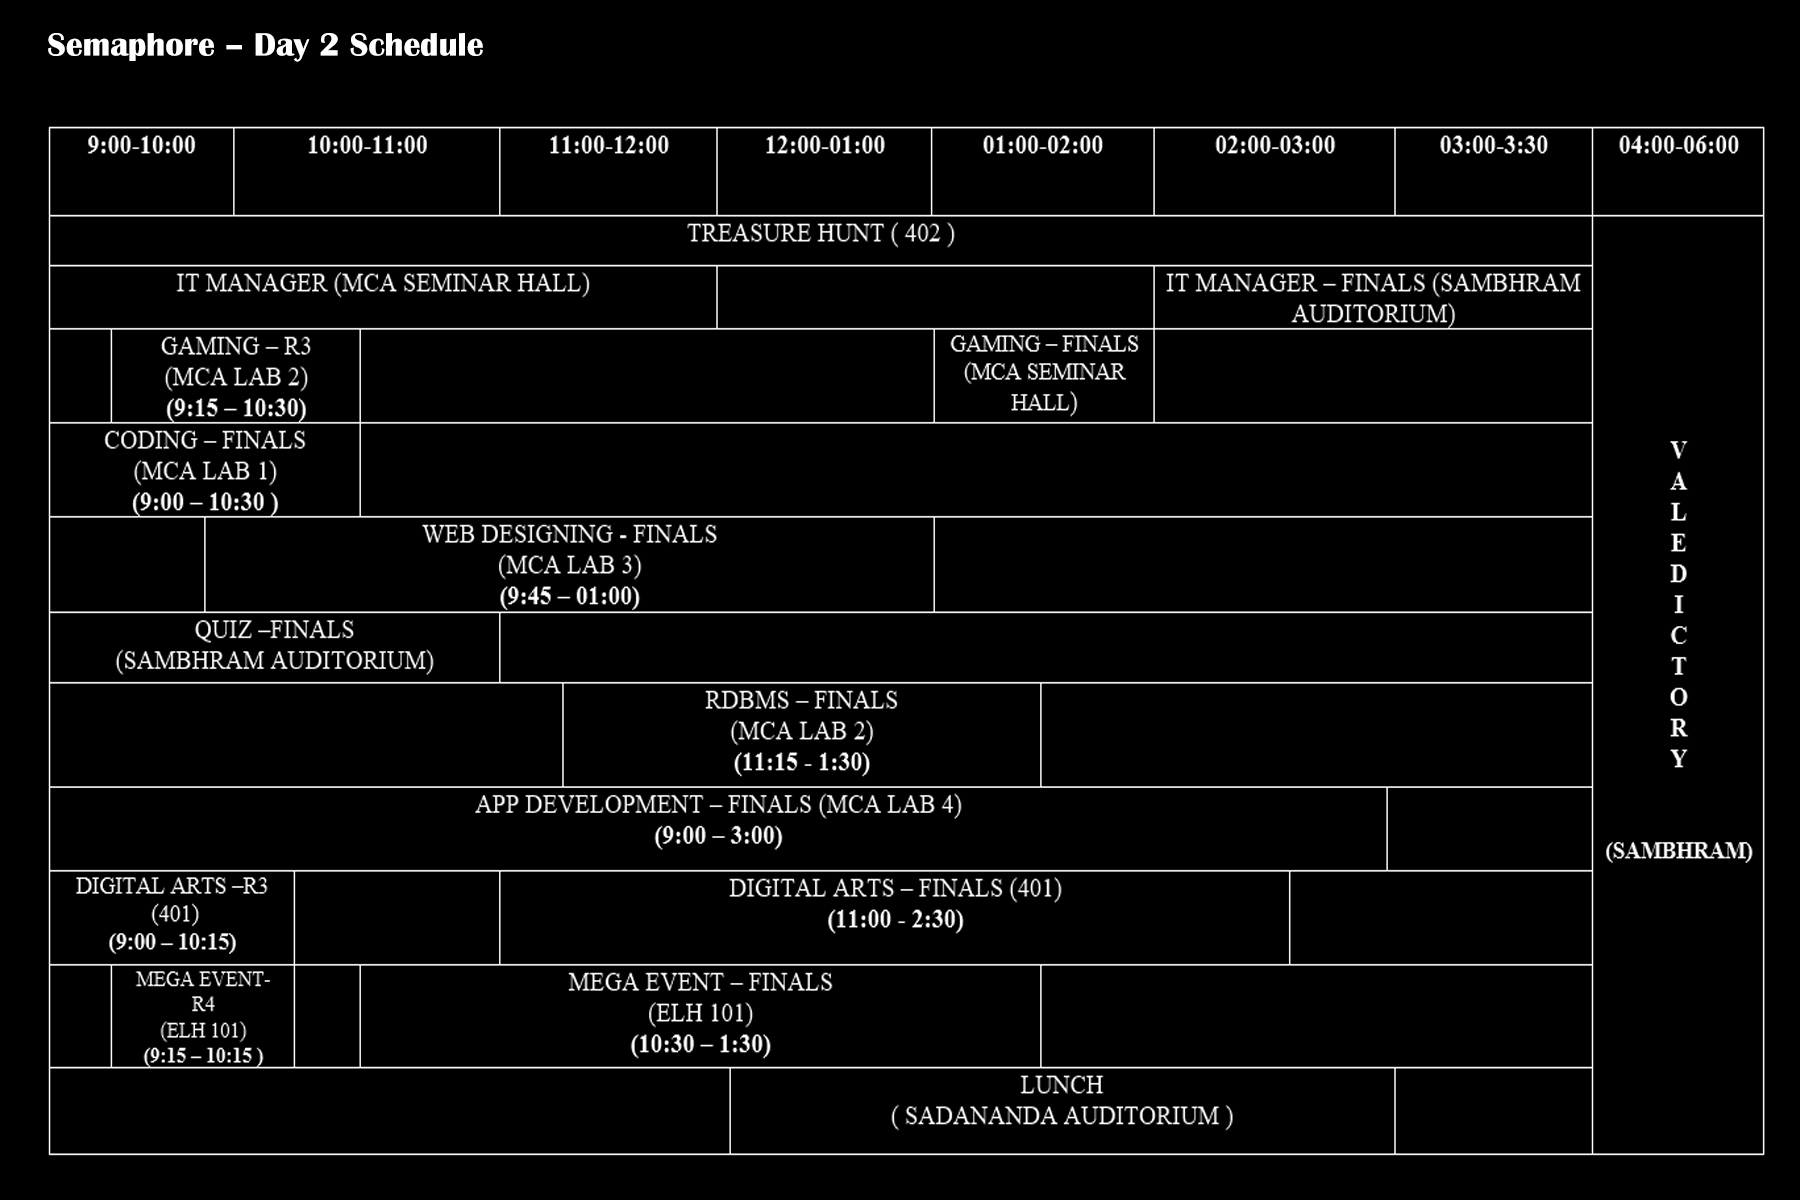 Semaphore – Day 2 Schedule
9:00-10:00 10:00-11:00 11:00-12:00 12:00-01:00 01:00-02:00 02:00-03:00 03:00-3:30 04:00-06:00
TREASURE HUNT ( 402 )
IT MANAGER (MCA SEMINAR HALL)
IT MANAGER – FINALS (SAMBHRAM
AUDITORIUM)
GAMING – R3
(MCA LAB 2)
(9:15 – 10:30)
GAMING – FINALS
(MCA SEMINAR
HALL)
CODING – FINALS
(MCA LAB 1)
(9:00 – 10:30 )
WEB DESIGNING - FINALS
(MCA LAB 3)
(9:45 – 01:00)
QUIZ –FINALS
(SAMBHRAM AUDITORIUM)
RDBMS – FINALS
(MCA LAB 2)
(11:15 - 1:30)
APP DEVELOPMENT – FINALS (MCA LAB 4)
(9:00 – 3:00)
DIGITAL ARTS –R3
(401)
(9:00 – 10:15)
DIGITAL ARTS – FINALS (401)
(11:00 - 2:30)
MEGA EVENT-
R4
(ELH 101)
(9:15 – 10:15 )
MEGA EVENT – FINALS
(ELH 101)
(10:30 – 1:30)
LUNCH
( SADANANDA AUDITORIUM )
V
A
L
E
D
I
C
T
O
R
Y
(SAMBHRAM)